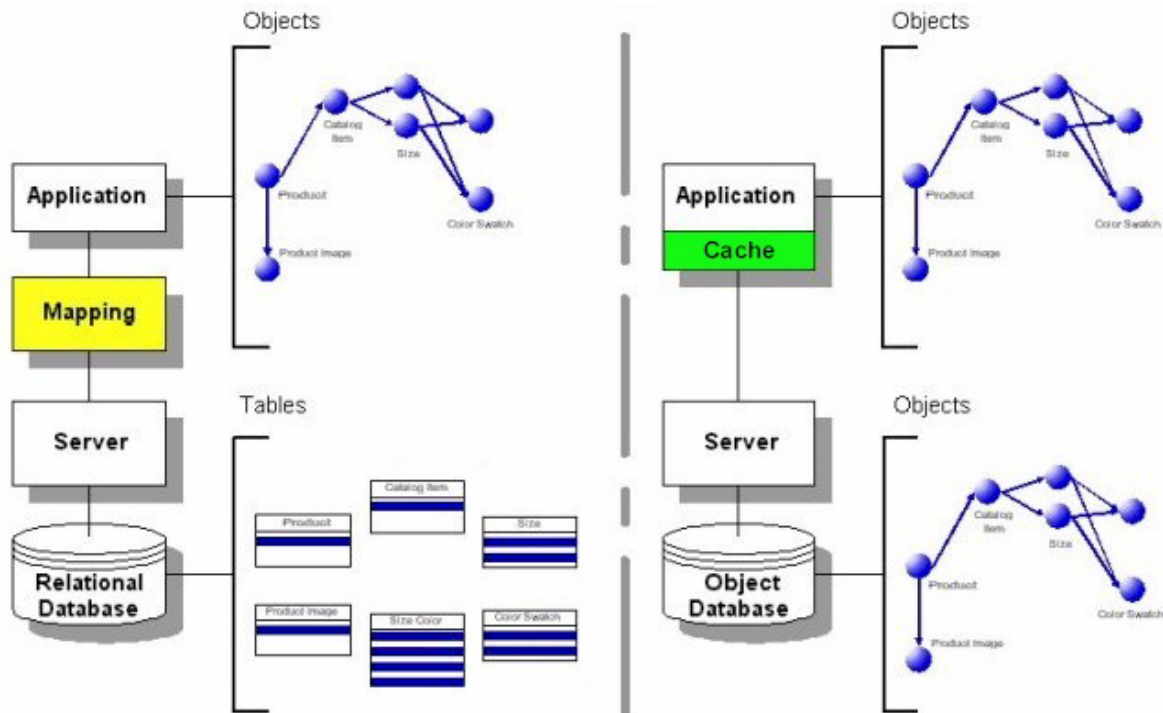 Objects
Catalog
Item
Size
Product
Color Swatch
Product Image
Application
Mapping
Server
Relational
Database
Tables
Catalog Item
Product
Size
Product Image
Size Color
Color Swatch
Objects
Catalog
Item
Size
Product
Color Swatch
Product Image
Application
Cache
Server
Object
Database
Objects
Catalog
Item
Size
Product
Color Swatch
Product Image